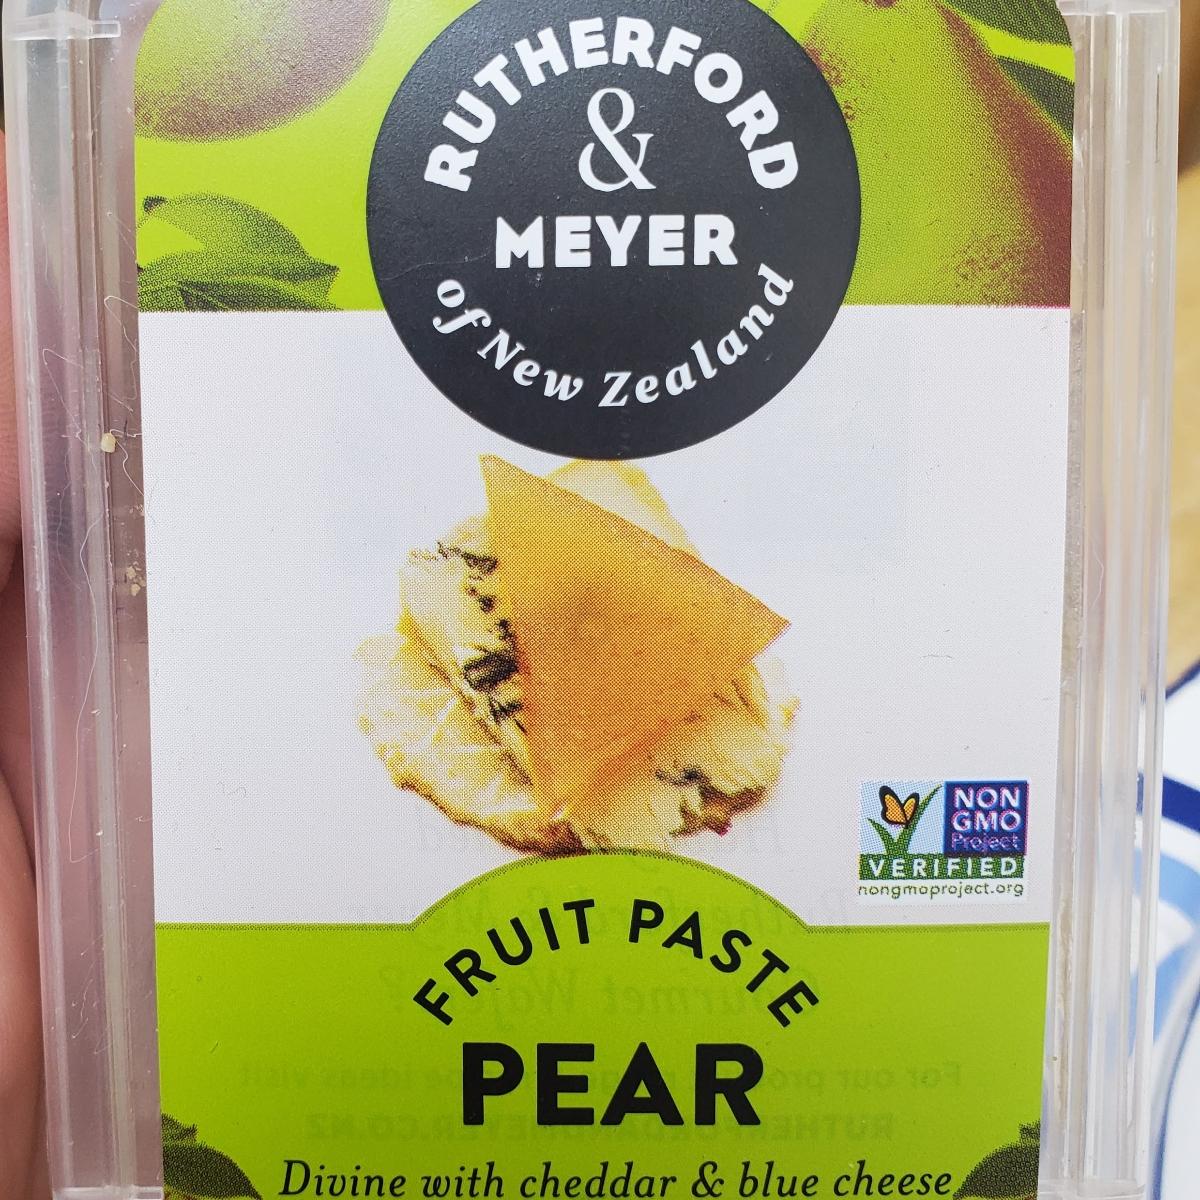 RUTHERFORD
&
MEYER
of New Zealand
NON
GMO
Project
VERIFIED
nongmoproject.org
FRUIT PASTE
PEAR
Divine with cheddar & blue cheese